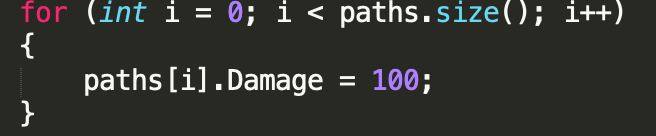 for (int i = 0; i < paths.size(); i++)
{
    paths[i].Damage = 100;
}